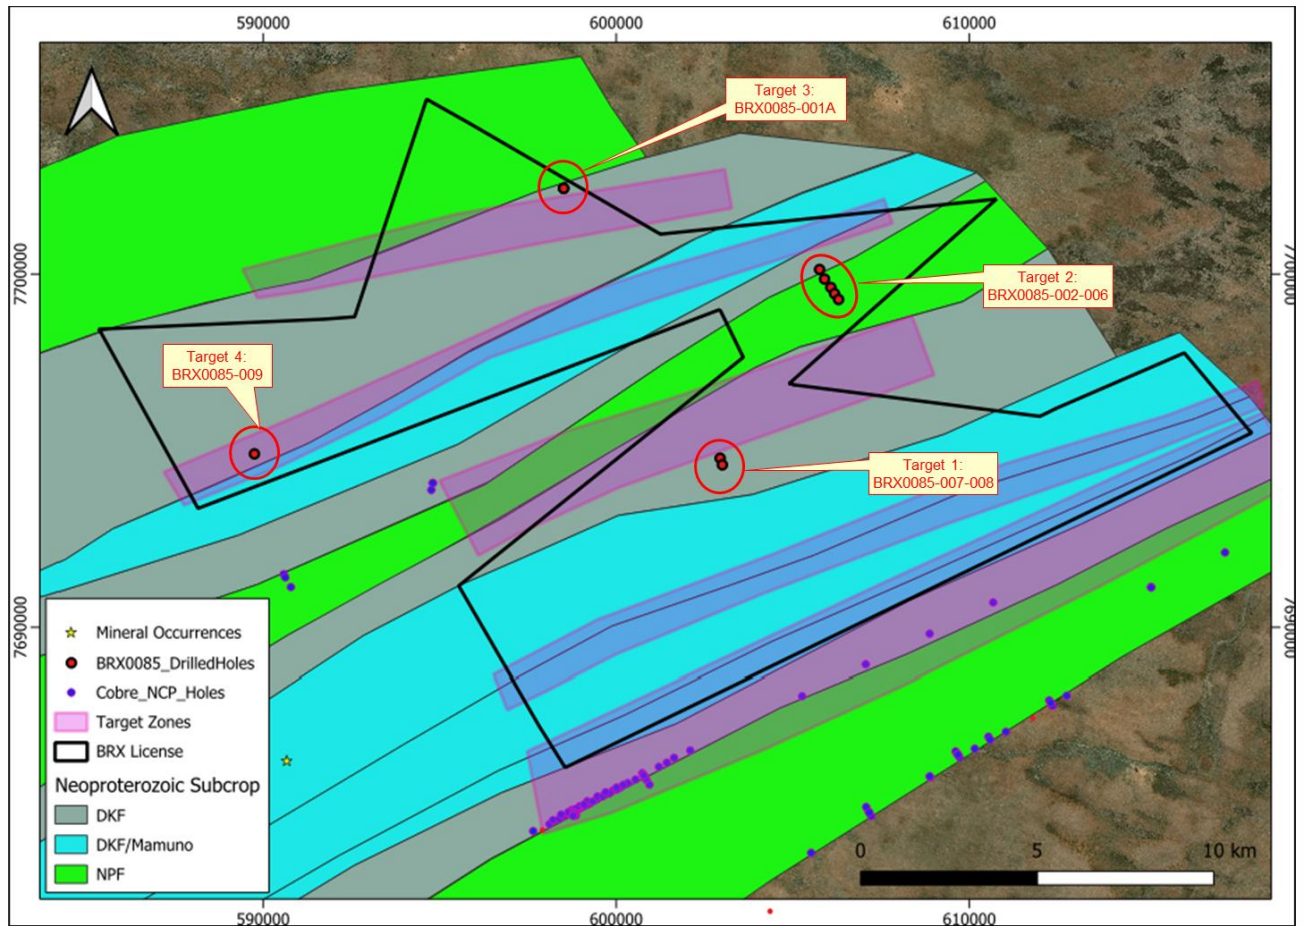 590000
600000
610000
Target 3:
BRX0085-001A
7700000
7700000
Target 2:
BRX0085-002-006
Target 4:
BRX0085-009
Target 1:
BRX0085-007-008
7690000
7690000
Mineral Occurrences
BRX0085_DrilledHoles
Cobre_NCP_Holes
Target Zones
BRX License
Neoproterozoic Subcrop
DKF
DKF/Mamuno
NPF
0
5
10 km
590000
600000
610000